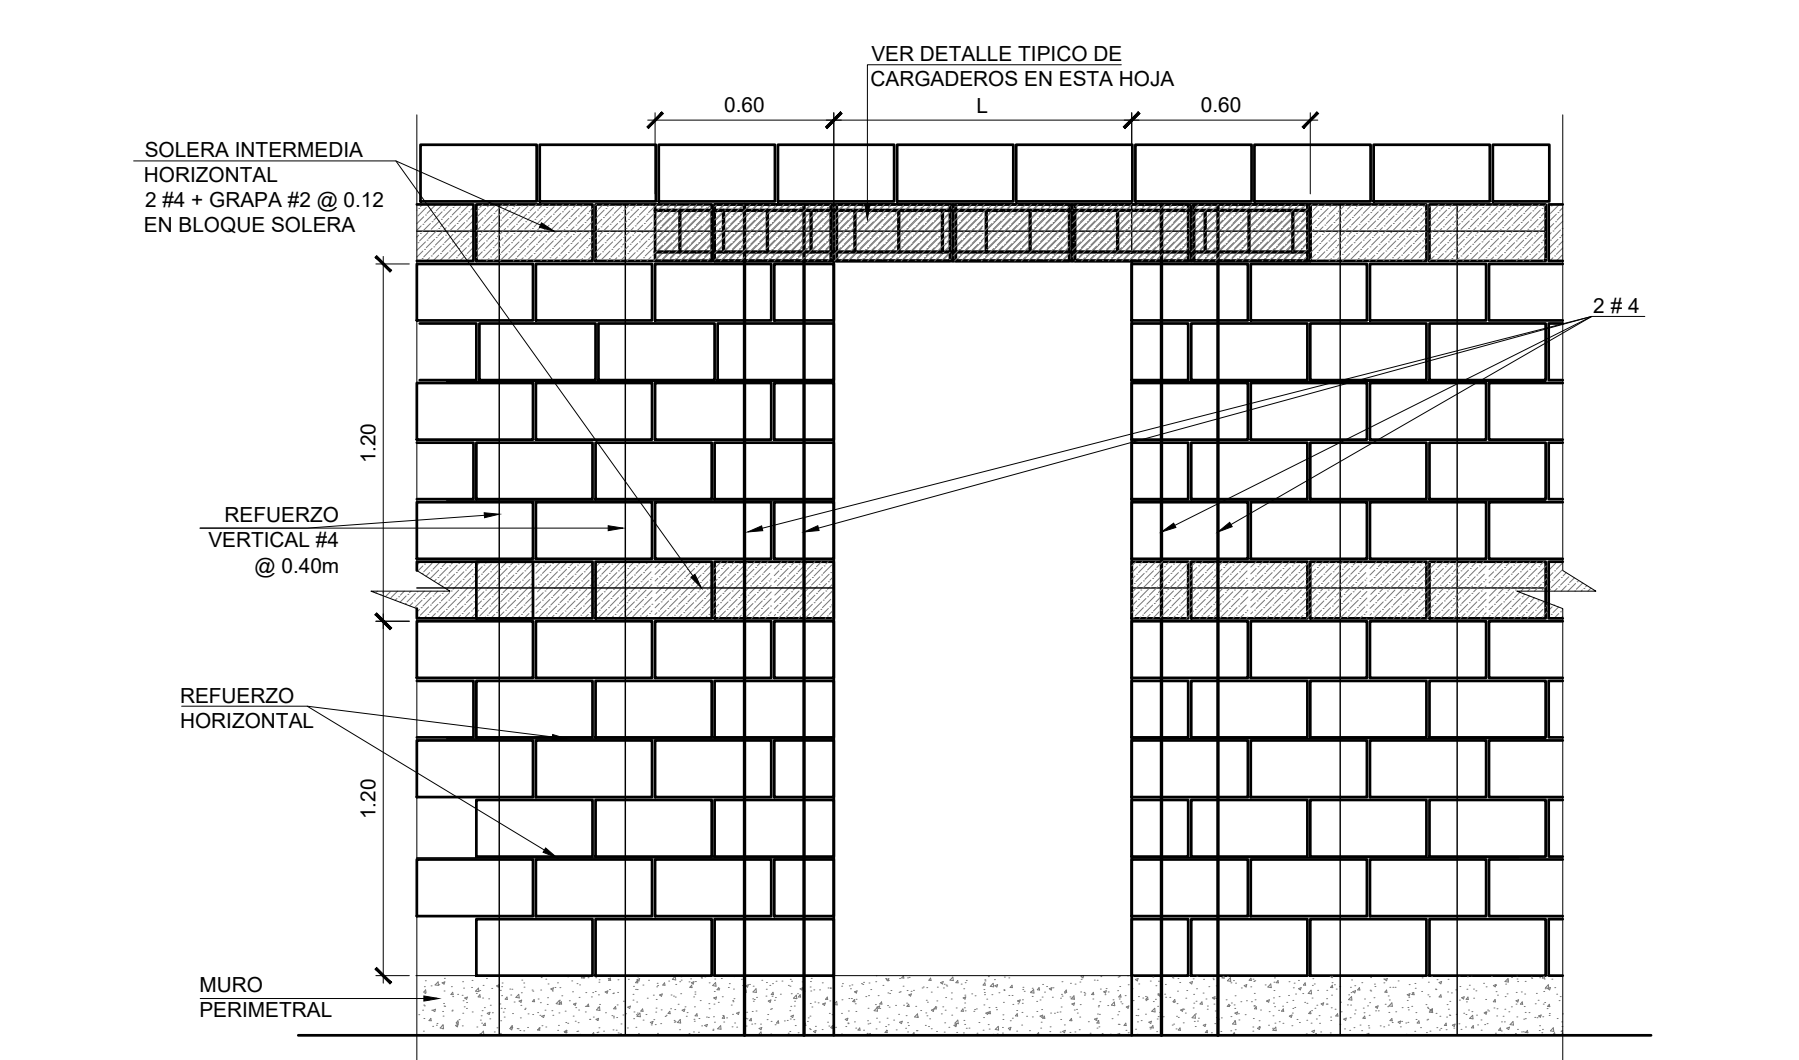 VER DETALLE TIPICO DE
CARGADEROS EN ESTA HOJA
0.60
L
0.60
SOLERA INTERMEDIA
HORIZONTAL
2 #4 + GRAPA #2 @ 0.12
EN BLOQUE SOLERA
2 # 4
1.20
REFUERZO
VERTICAL #4
@ 0.40m
REFUERZO
HORIZONTAL
1.20
MURO
PERIMETRAL